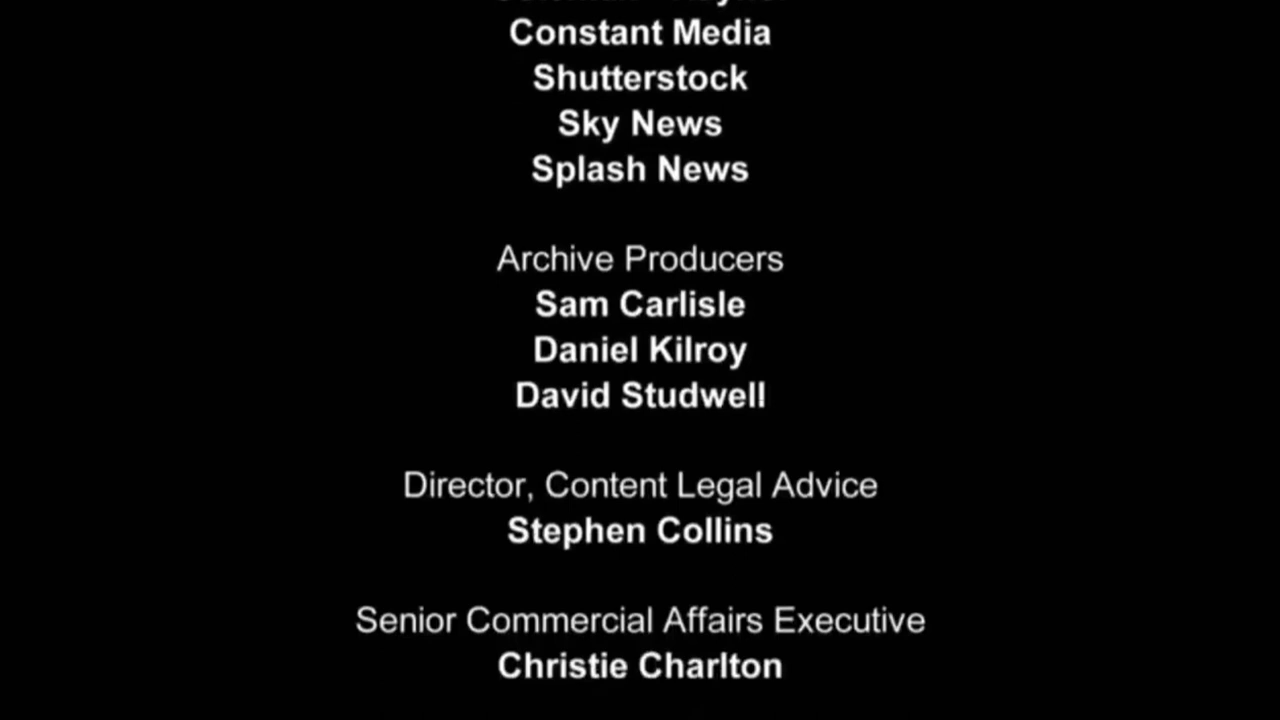 Constant Media
Shutterstock
Sky News
Splash News
Archive Producers
Sam Carlisle
Daniel Kilroy
David Studwell
Director, Content Legal Advice
Stephen Collins
Senior Commercial Affairs Executive
Christie Charlton